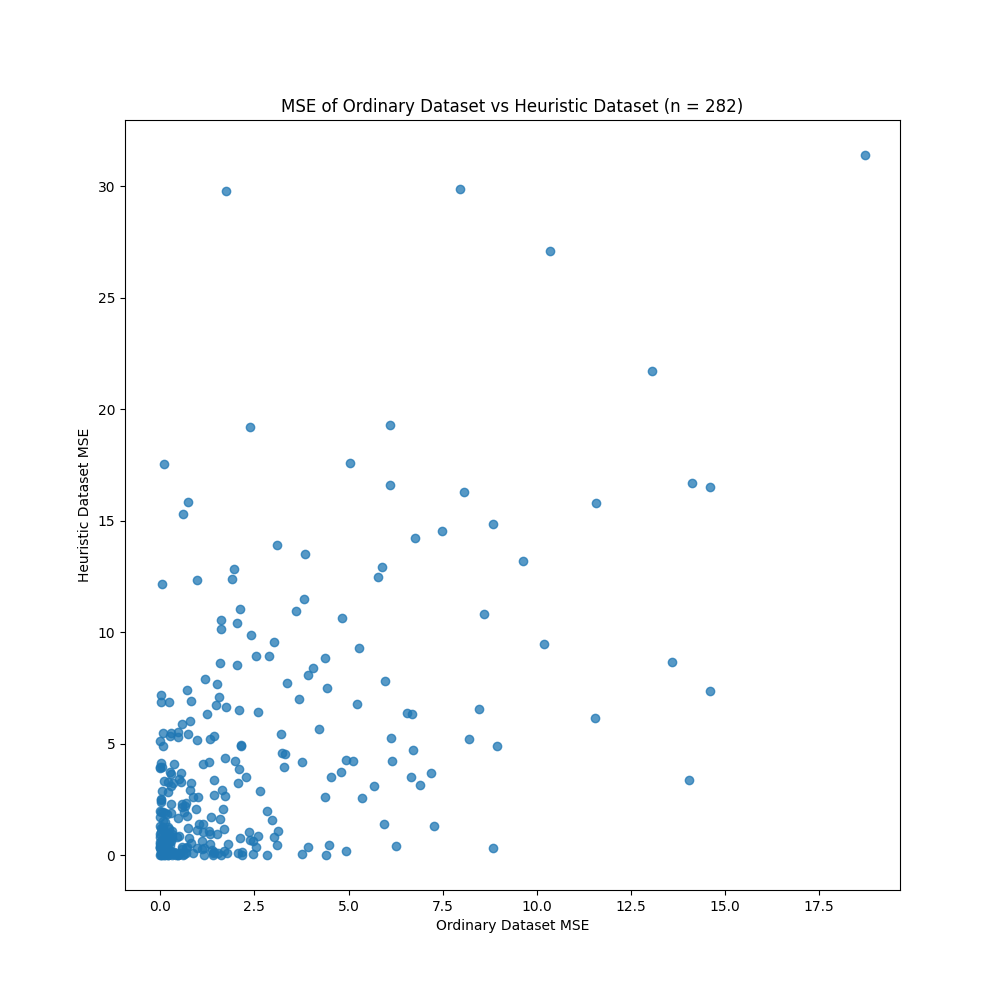 MSE of Ordinary Dataset vs Heuristic Dataset (n = 282)
30
25
20
15
10
5
0
Heuristic Dataset MSE
0.0 2.5 5.0 7.5 10.0 12.5 15.0 17.5
Ordinary Dataset MSE